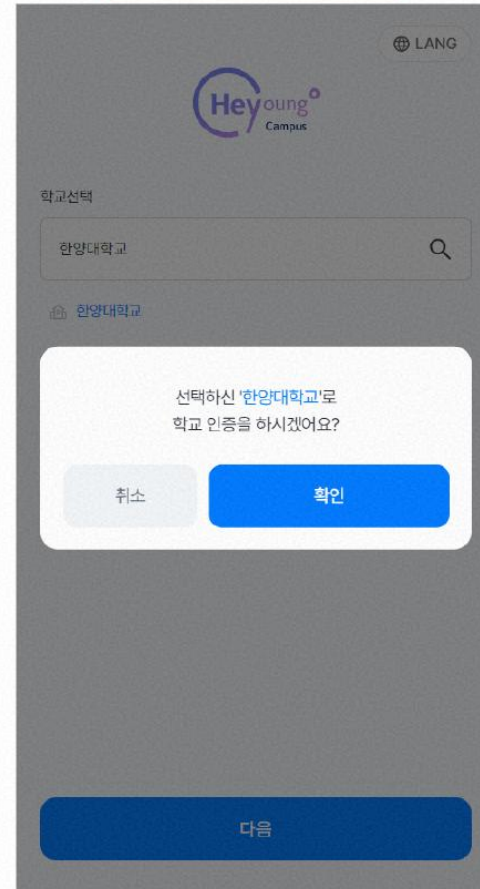 LANG
Heyoung
Campus
학교선택
한양대학교
한양대학교
선택하신 '한양대학교'로
학교 인증을 하시겠어요?
취소
확인
다음